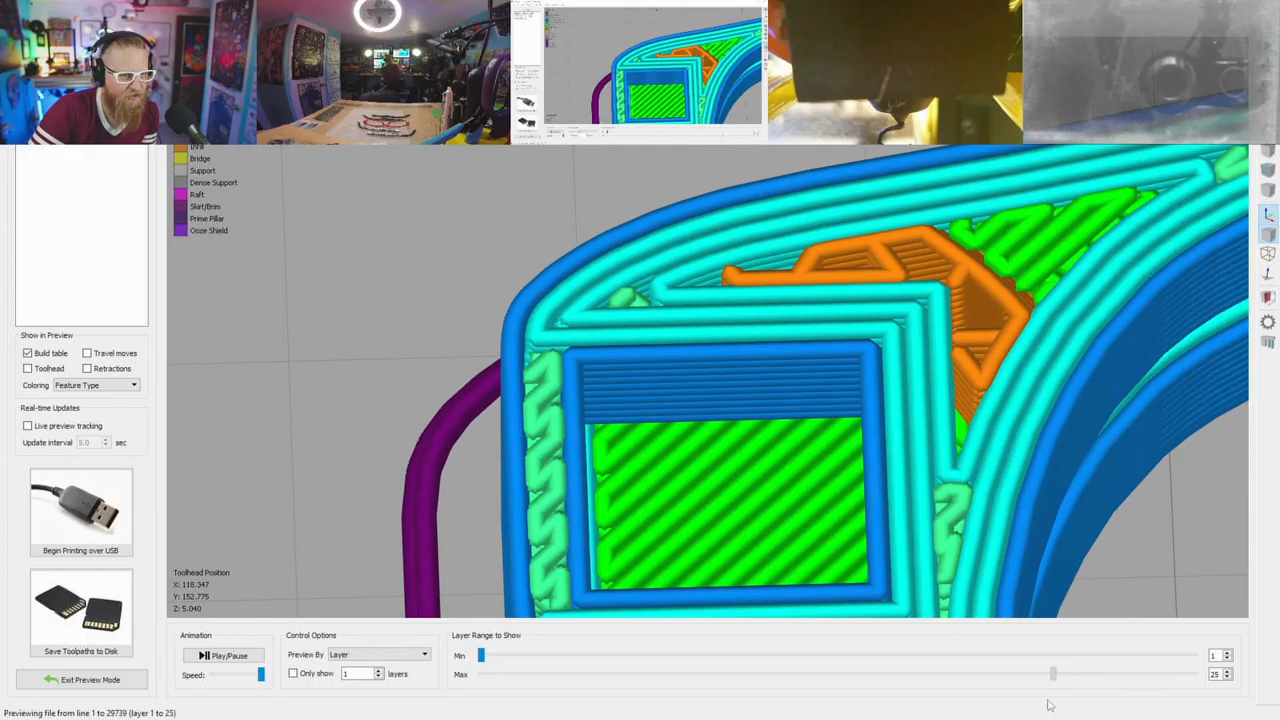 Infill
Bridge
Support
Dense Support
Raft
Skirt/Brim
Prime Pillar
Ooze Shield
Show in Preview
Build table
Travel moves
Toolhead
Retractions
Coloring Feature Type
Real-time Updates
Live preview tracking
Update interval 5.0 sec
Begin Printing over USB
Save Toolpaths to Disk
Exit Preview Mode
Toolhead Position
X: 118.347
Y: 152.775
Z: 5.040
Animation
Play/Pause
Speed:
Control Options
Preview By Layer
Only show 1 layers
Layer Range to Show
Min 1
Max 25
Previewing file from line 1 to 29739 (layer 1 to 25)